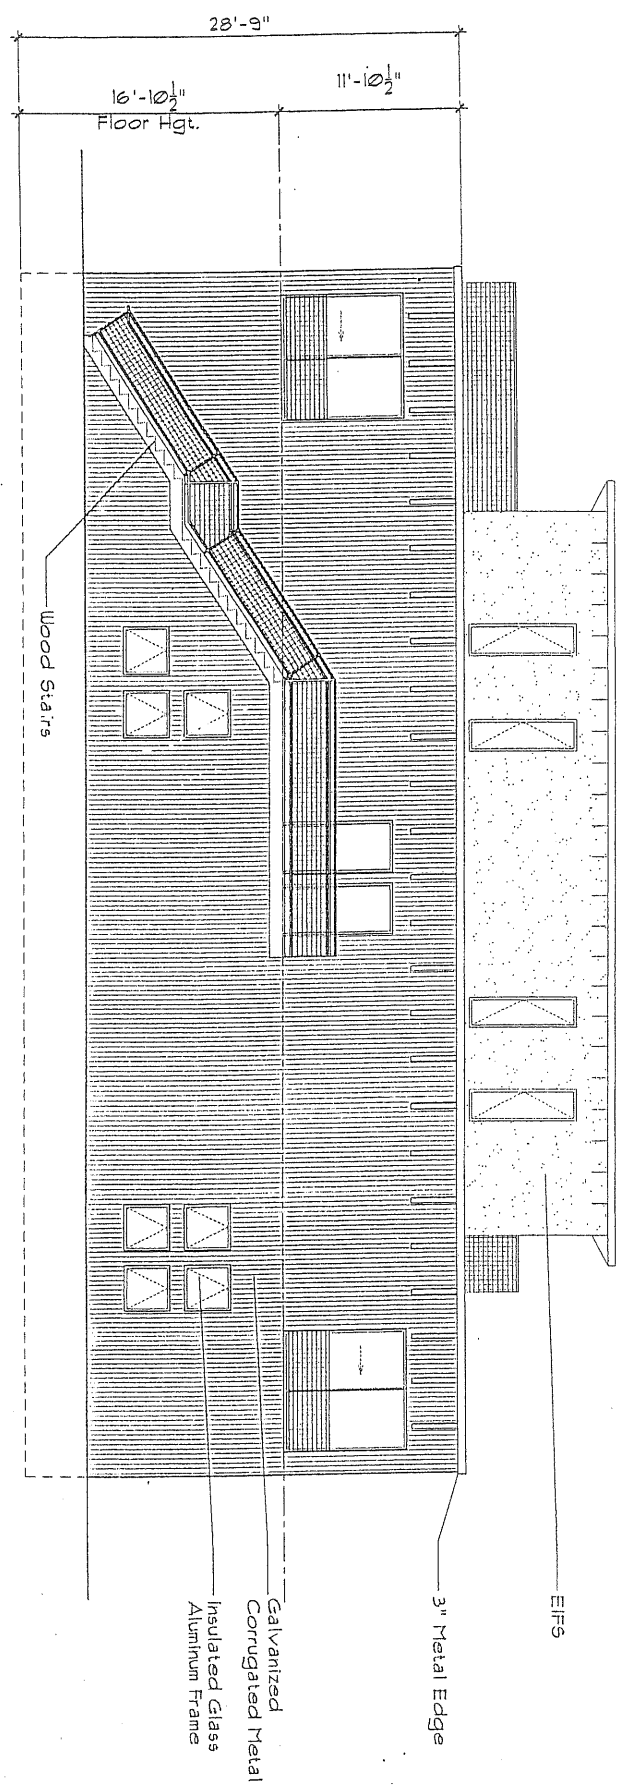 28'-9"
11'-10½"
16'-10½"
Floor Hgt.
Wood Stairs
EIFS
3" Metal Edge
Galvanized
Corrugated Metal
Insulated Glass
Aluminum Frame